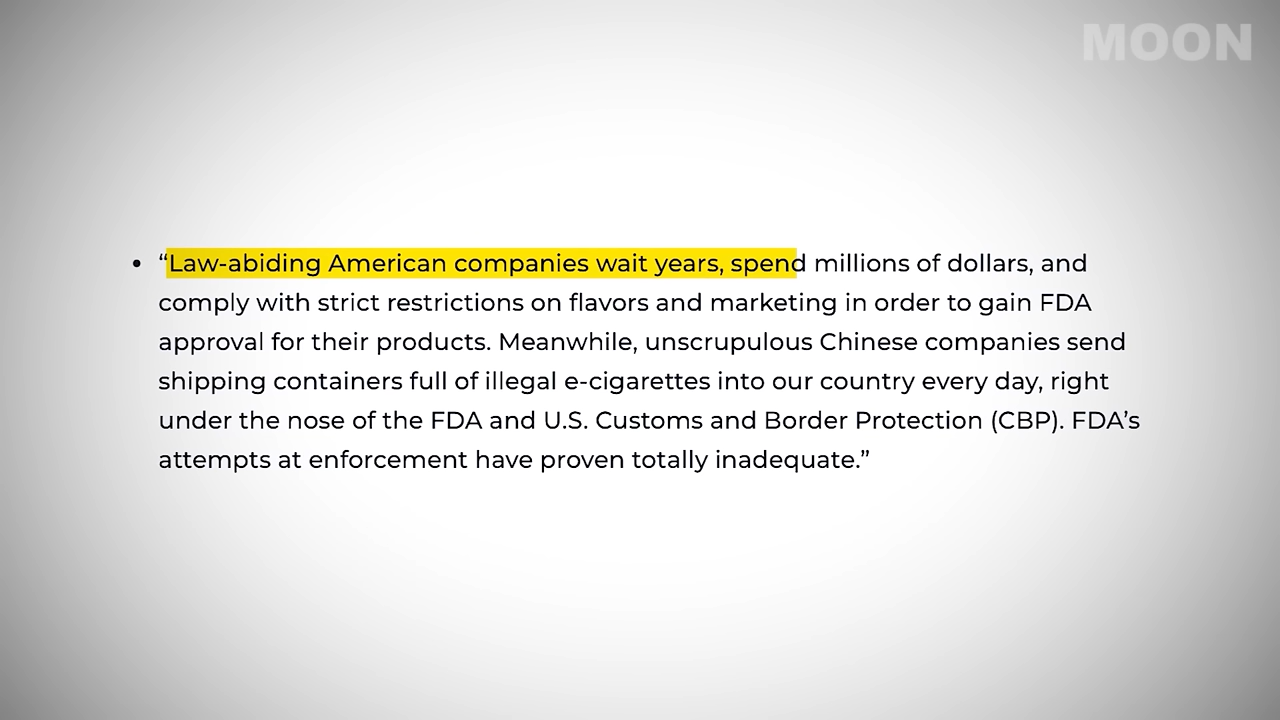 MOON
• “Law-abiding American companies wait years, spend millions of dollars, and
comply with strict restrictions on flavors and marketing in order to gain FDA
approval for their products. Meanwhile, unscrupulous Chinese companies send
shipping containers full of illegal e-cigarettes into our country every day, right
under the nose of the FDA and U.S. Customs and Border Protection (CBP). FDA’s
attempts at enforcement have proven totally inadequate.”